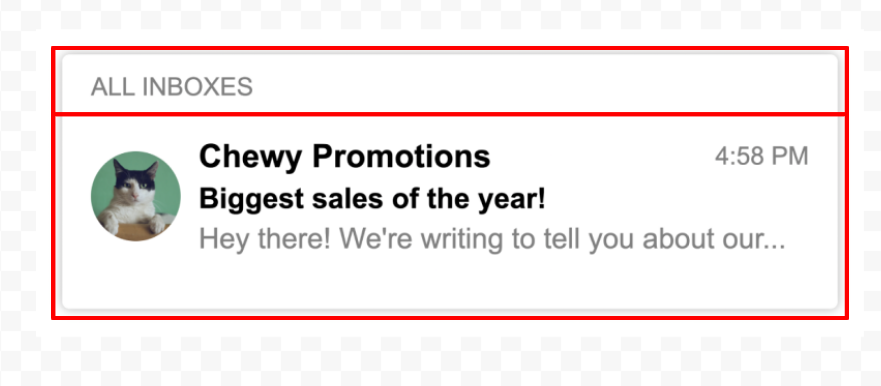 ALL INBOXES
Chewy Promotions 4:58 PM
Biggest sales of the year!
Hey there! We're writing to tell you about our...